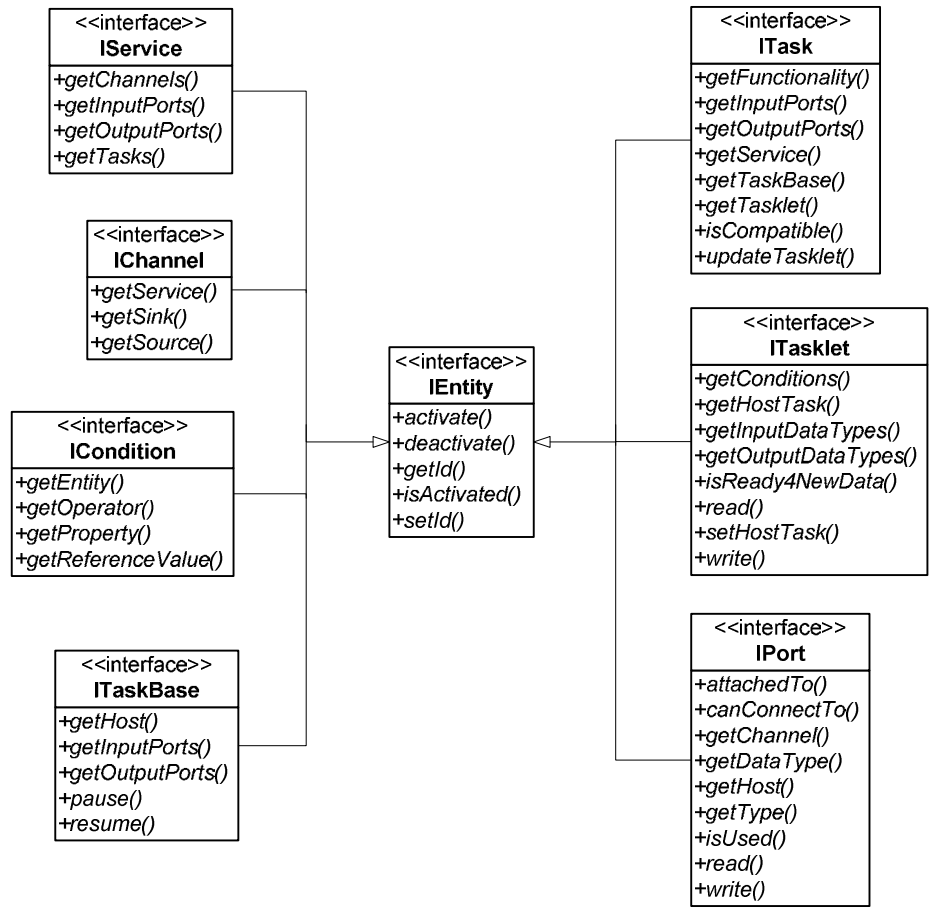 <<interface>>
IService
+getChannels()
+getInputPorts()
+getOutputPorts()
+getTasks()
<<interface>>
IChannel
+getService()
+getSink()
+getSource()
<<interface>>
ICondition
+getEntity()
+getOperator()
+getProperty()
+getReferenceValue()
<<interface>>
ITaskBase
+getHost()
+getInputPorts()
+getOutputPorts()
+pause()
+resume()
<<interface>>
IEntity
+activate()
+deactivate()
+getId()
+isActivated()
+setId()
<<interface>>
ITask
+getFunctionality()
+getInputPorts()
+getOutputPorts()
+getService()
+getTaskBase()
+getTasklet()
+isCompatible()
+updateTasklet()
<<interface>>
ITasklet
+getConditions()
+getHostTask()
+getInputDataTypes()
+getOutputDataTypes()
+isReady4NewData()
+read()
+setHostTask()
+write()
<<interface>>
IPort
+attachedTo()
+canConnectTo()
+getChannel()
+getDataType()
+getHost()
+getType()
+isUsed()
+read()
+write()